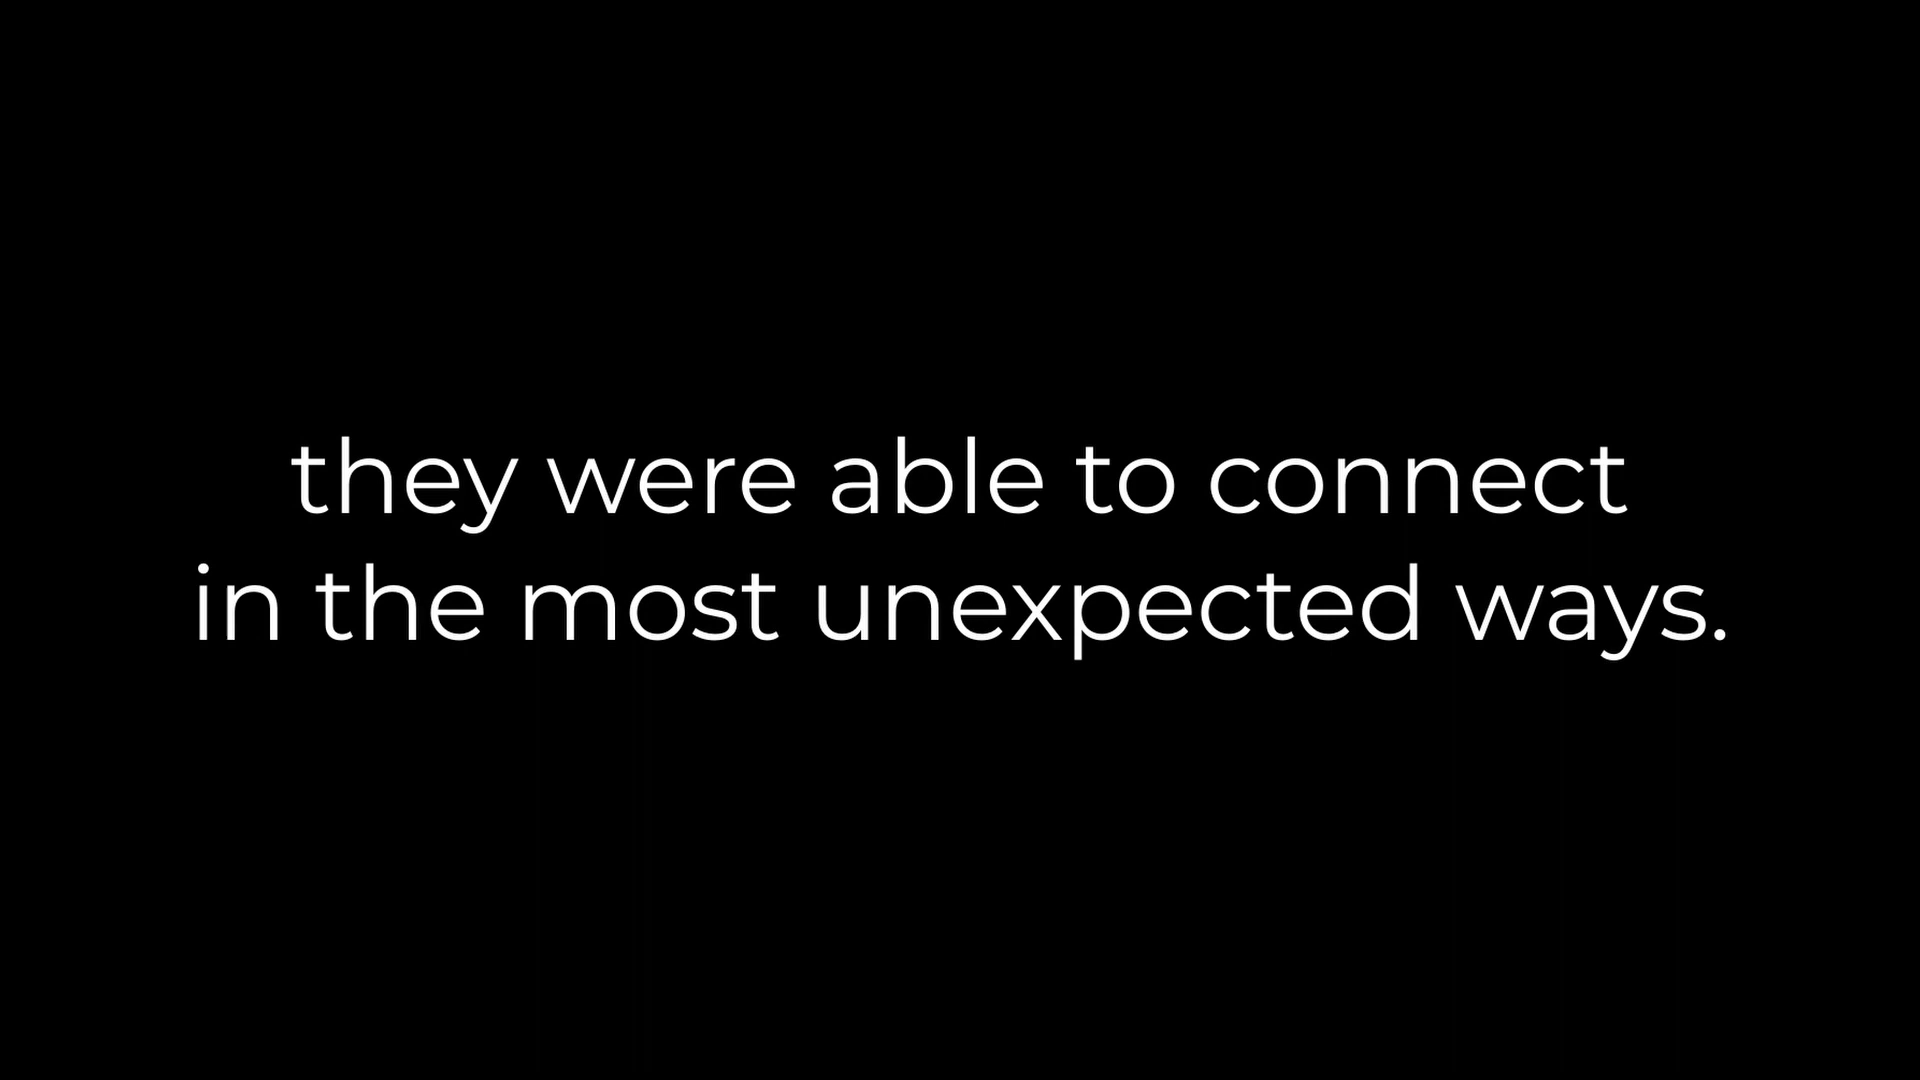 they were able to connect
in the most unexpected ways.